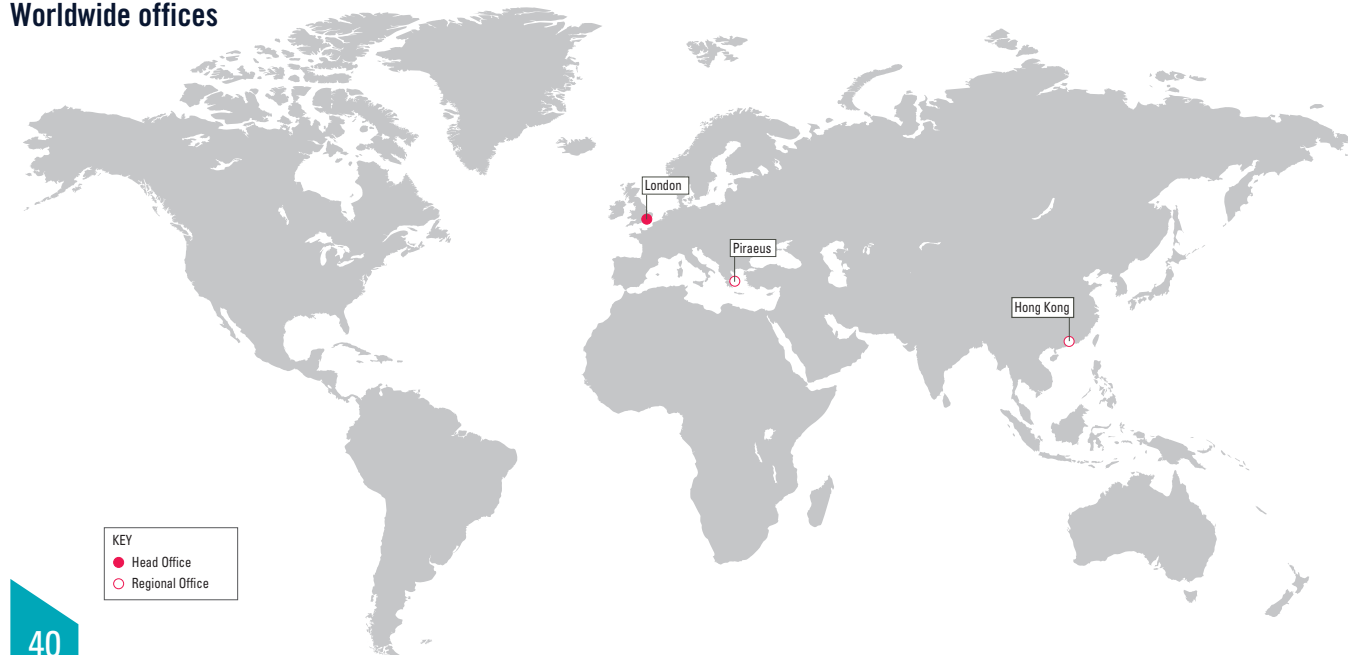 Worldwide offices
London
Piraeus
Hong Kong
KEY
Head Office
Regional Office
40